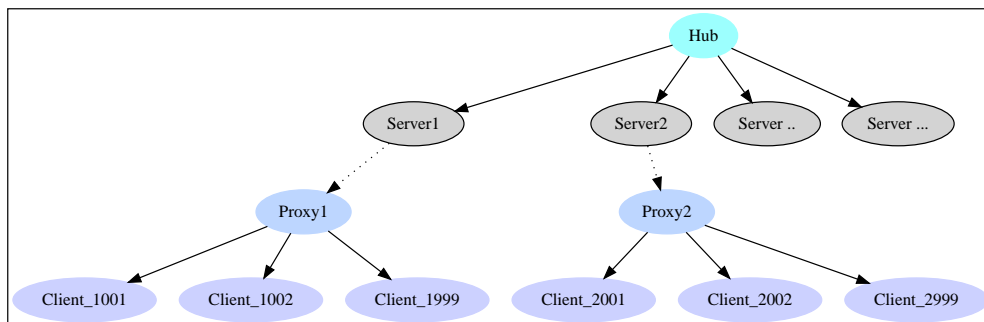 Hub
Server1
Server2
Server ..
Server ...
Proxy1
Proxy2
Client_1001
Client_1002
Client_1999
Client_2001
Client_2002
Client_2999